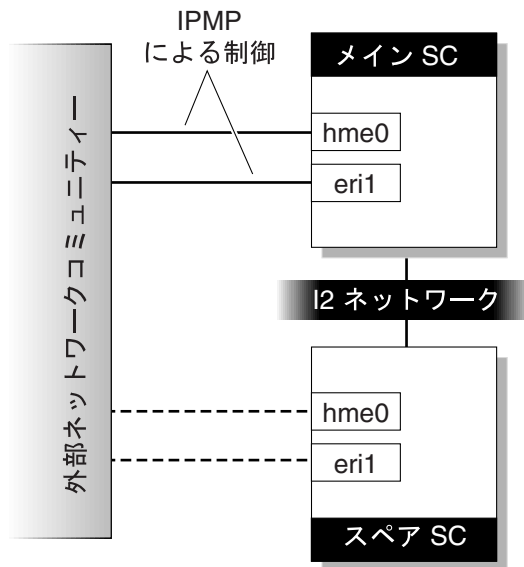 IPMP
による制御
外部ネットワークコミュニティー
メイン SC
hme0
eri1
I2 ネットワーク
hme0
eri1
スペア SC